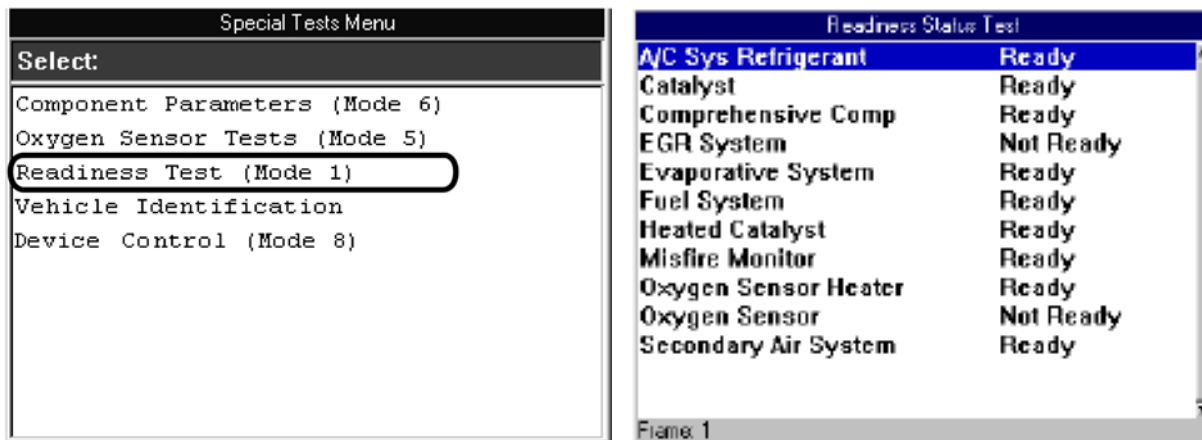 Special Tests Menu
Select:
Component Parameters (Mode 6)
Oxygen Sensor Tests (Mode 5)
Readiness Test (Mode 1)
Vehicle Identification
Device Control (Mode 8)
Readiness Status Test
A/C Sys Refrigerant Ready
Catalyst Ready
Comprehensive Comp Ready
EGR System Not Ready
Evaporative System Ready
Fuel System Ready
Heated Catalyst Ready
Misfire Monitor Ready
Oxygen Sensor Heater Ready
Oxygen Sensor Not Ready
Secondary Air System Ready
Frame: 1